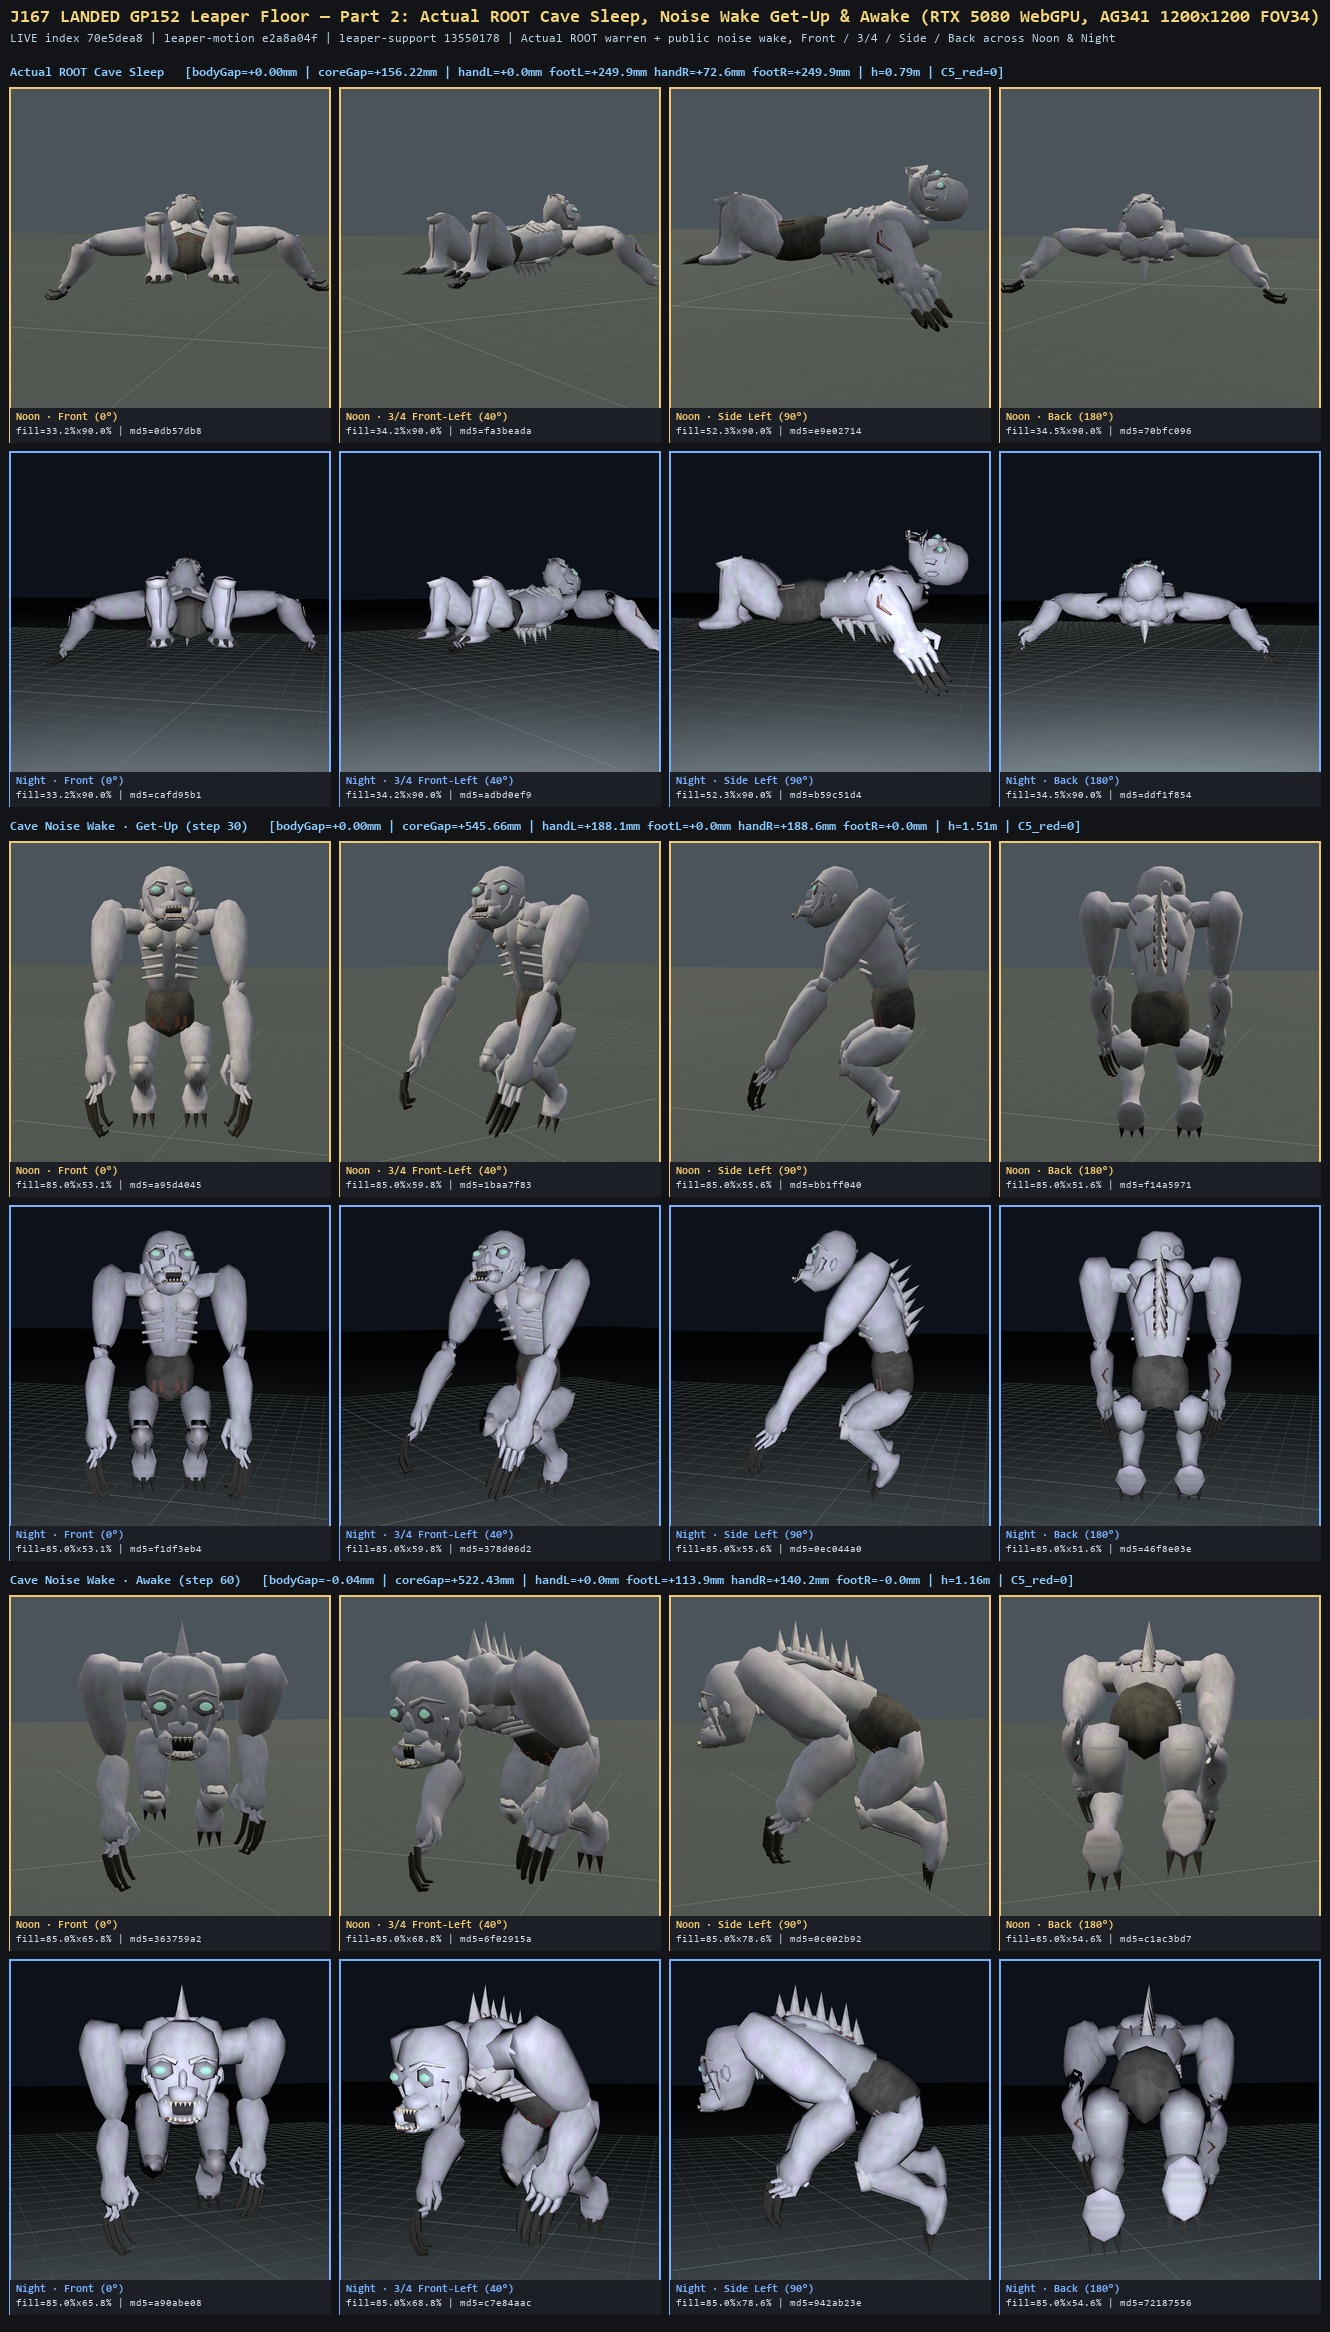 J167 LANDED GP152 Leaper Floor — Part 2: Actual ROOT Cave Sleep, Noise Wake Get-Up & Awake (RTX 5080 WebGPU, AG341 1200x1200 FOV34)
LIVE index 70e5dea8 | leaper-motion e2a8a04f | leaper-support 13550178 | Actual ROOT warren + public noise wake, Front / 3/4 / Side / Back across Noon & Night
Actual ROOT Cave Sleep [bodyGap=+0.00mm | coreGap=+156.22mm | handL=+0.0mm footL=+249.9mm handR=+72.6mm footR=+249.9mm | h=0.79m | C5_red=0]
Noon · Front (0°)
fill=33.2%x90.0% | md5=0db57db8
Noon · 3/4 Front-Left (40°)
fill=34.2%x90.0% | md5=fa3beada
Noon · Side Left (90°)
fill=52.3%x90.0% | md5=e9e02714
Noon · Back (180°)
fill=34.5%x90.0% | md5=70bfc096
Night · Front (0°)
fill=33.2%x90.0% | md5=cafd95b1
Night · 3/4 Front-Left (40°)
fill=34.2%x90.0% | md5=adbd0ef9
Night · Side Left (90°)
fill=52.3%x90.0% | md5=b59c51d4
Night · Back (180°)
fill=34.5%x90.0% | md5=ddf1f854
Cave Noise Wake · Get-Up (step 30) [bodyGap=+0.00mm | coreGap=+545.66mm | handL=+188.1mm footL=+0.0mm handR=+188.6mm footR=+0.0mm | h=1.51m | C5_red=0]
Noon · Front (0°)
fill=85.0%x53.1% | md5=a95d4045
Noon · 3/4 Front-Left (40°)
fill=85.0%x59.8% | md5=1baa7f83
Noon · Side Left (90°)
fill=85.0%x55.6% | md5=bb1ff040
Noon · Back (180°)
fill=85.0%x51.6% | md5=f14a5971
Night · Front (0°)
fill=85.0%x53.1% | md5=f1df3eb4
Night · 3/4 Front-Left (40°)
fill=85.0%x59.8% | md5=378d06d2
Night · Side Left (90°)
fill=85.0%x55.6% | md5=0ec044a0
Night · Back (180°)
fill=85.0%x51.6% | md5=46f8e03e
Cave Noise Wake · Awake (step 60) [bodyGap=-0.04mm | coreGap=+522.43mm | handL=+0.0mm footL=+113.9mm handR=+140.2mm footR=-0.0mm | h=1.16m | C5_red=0]
Noon · Front (0°)
fill=85.0%x65.8% | md5=363759a2
Noon · 3/4 Front-Left (40°)
fill=85.0%x68.8% | md5=6f02915a
Noon · Side Left (90°)
fill=85.0%x78.6% | md5=0c002b92
Noon · Back (180°)
fill=85.0%x54.6% | md5=c1ac3bd7
Night · Front (0°)
fill=85.0%x65.8% | md5=a90abe08
Night · 3/4 Front-Left (40°)
fill=85.0%x68.8% | md5=c7e84aac
Night · Side Left (90°)
fill=85.0%x78.6% | md5=942ab23e
Night · Back (180°)
fill=85.0%x54.6% | md5=72187556